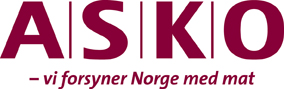 ASKO
– vi forsyner Norge med mat